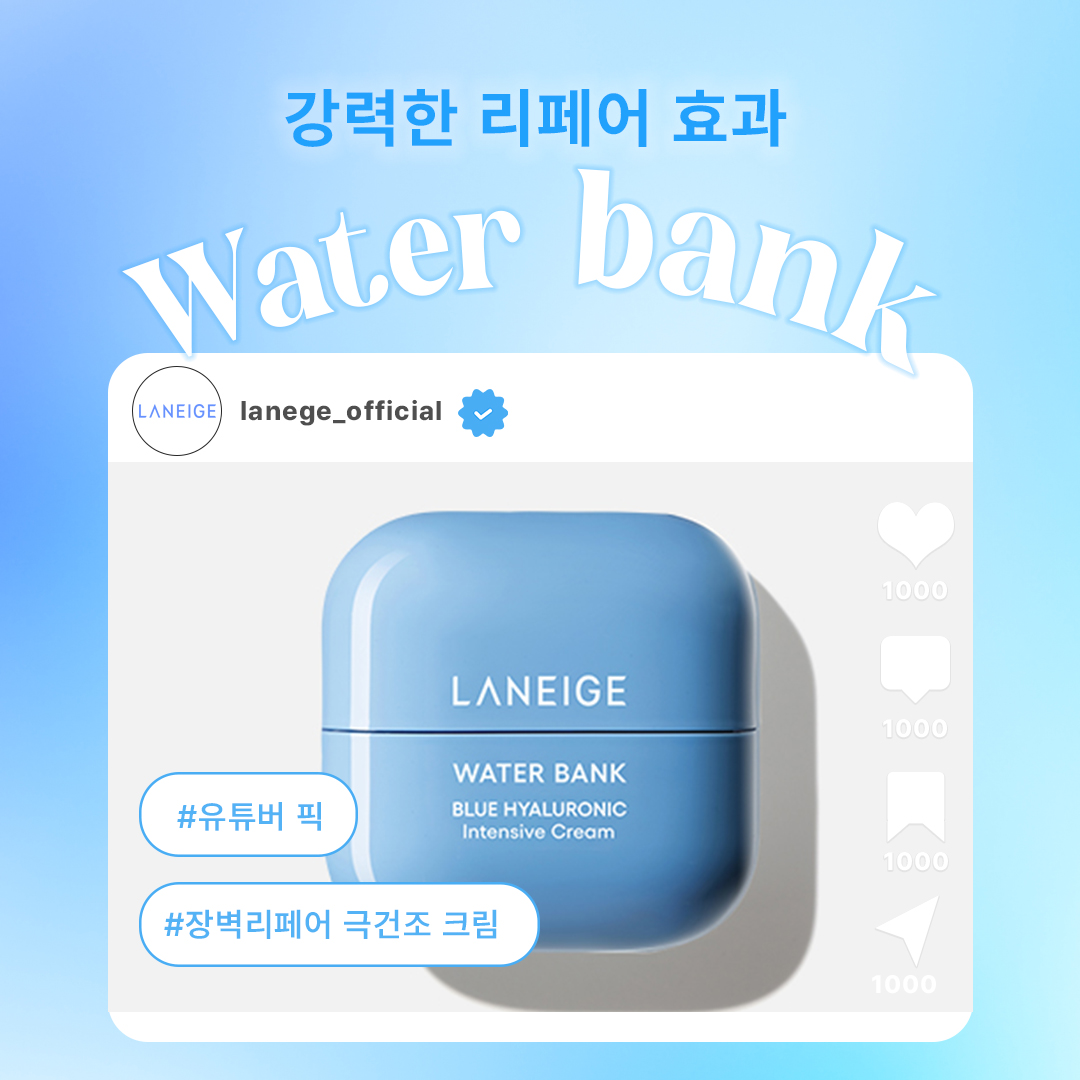 강력한 리페어 효과
Water bank
LANEIGE
lanege_official
1000
1000
1000
1000
LANEIGE
WATER BANK
BLUE HYALURONIC
Intensive Cream
#유튜버 픽
#장벽리페어 극건조 크림